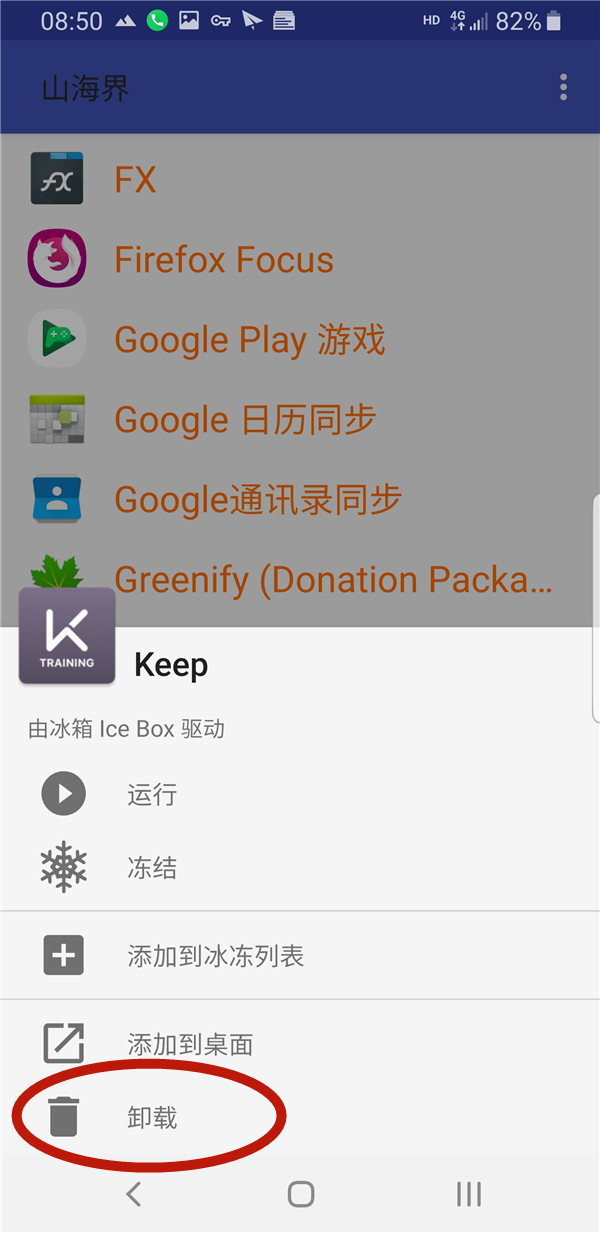 08:50 HD 4G 82%
山海界
FX
FX
Firefox Focus
Google Play 游戏
Google 日历同步
Google通讯录同步
Greenify (Donation Packa...
TRAINING
Keep
由冰箱 Ice Box 驱动
运行
冻结
添加到冰冻列表
添加到桌面
卸载